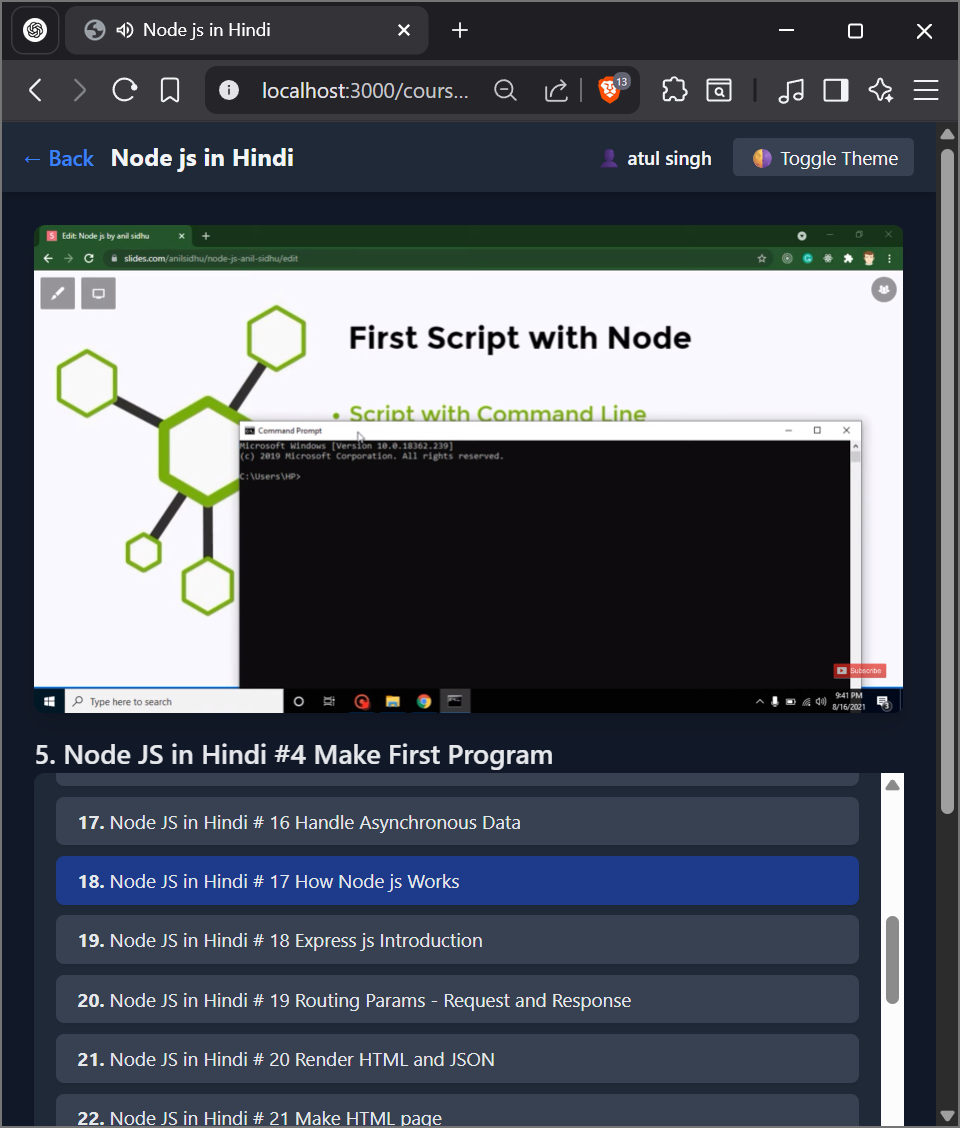 Node js in Hindi
localhost:3000/cours...
13
← Back
Node js in Hindi
atul singh
Toggle Theme
S
Edit: Node js by anil sidhu
slides.com/anilsidhu/node-js-anil-sidhu/edit
First Script with Node
• Script with Command Line
Command Prompt
Microsoft Windows [Version 10.0.18362.239]
(c) 2019 Microsoft Corporation. All rights reserved.
C:\Users\HP>
Subscribe
Type here to search
9:41 PM
8/16/2021
3
5. Node JS in Hindi #4 Make First Program
17. Node JS in Hindi # 16 Handle Asynchronous Data
18. Node JS in Hindi # 17 How Node js Works
19. Node JS in Hindi # 18 Express js Introduction
20. Node JS in Hindi # 19 Routing Params - Request and Response
21. Node JS in Hindi # 20 Render HTML and JSON
22. Node JS in Hindi # 21 Make HTML page